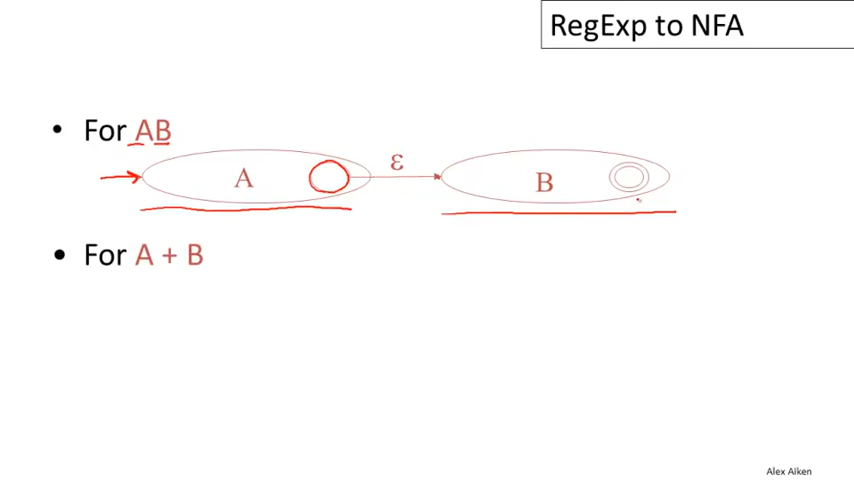 RegExp to NFA
• For AB
A ε B
• For A + B
Alex Aiken